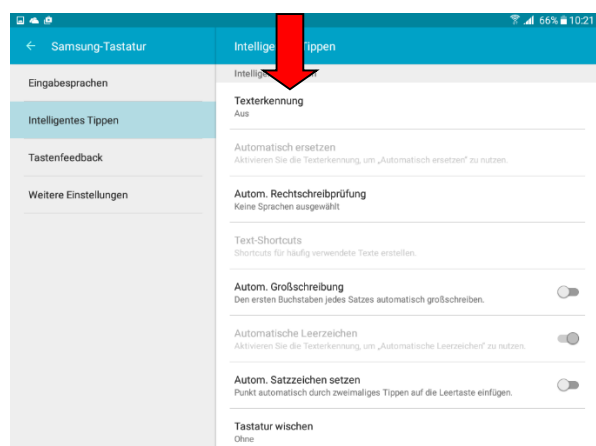 66% 10:21
Samsung-Tastatur
Intellige Tippen
Eingabesprachen
Intelligentes Tippen
Tastenfeedback
Weitere Einstellungen
Texterkennung
Aus
Automatisch ersetzen
Aktivieren Sie die Texterkennung, um „Automatisch ersetzen" zu nutzen.
Autom. Rechtschreibprüfung
Keine Sprachen ausgewählt
Text-Shortcuts
Shortcuts für häufig verwendete Texte erstellen.
Autom. Großschreibung
Den ersten Buchstaben jedes Satzes automatisch großschreiben.
Automatische Leerzeichen
Aktivieren Sie die Texterkennung, um „Automatische Leerzeichen" zu nutzen.
Autom. Satzzeichen setzen
Punkt automatisch durch zweimaliges Tippen auf die Leertaste einfügen.
Tastatur wischen
Ohne